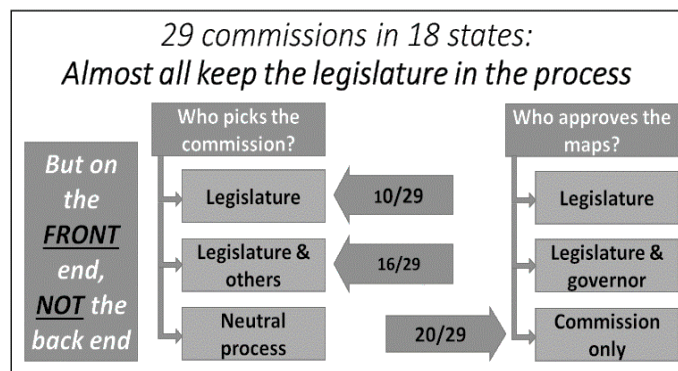 29 commissions in 18 states:
Almost all keep the legislature in the process
But on
the
FRONT
end,
NOT the
back end
Who picks the
commission?
Legislature
Legislature &
others
Neutral
process
10/29
16/29
20/29
Who approves the
maps?
Legislature
Legislature &
governor
Commission
only